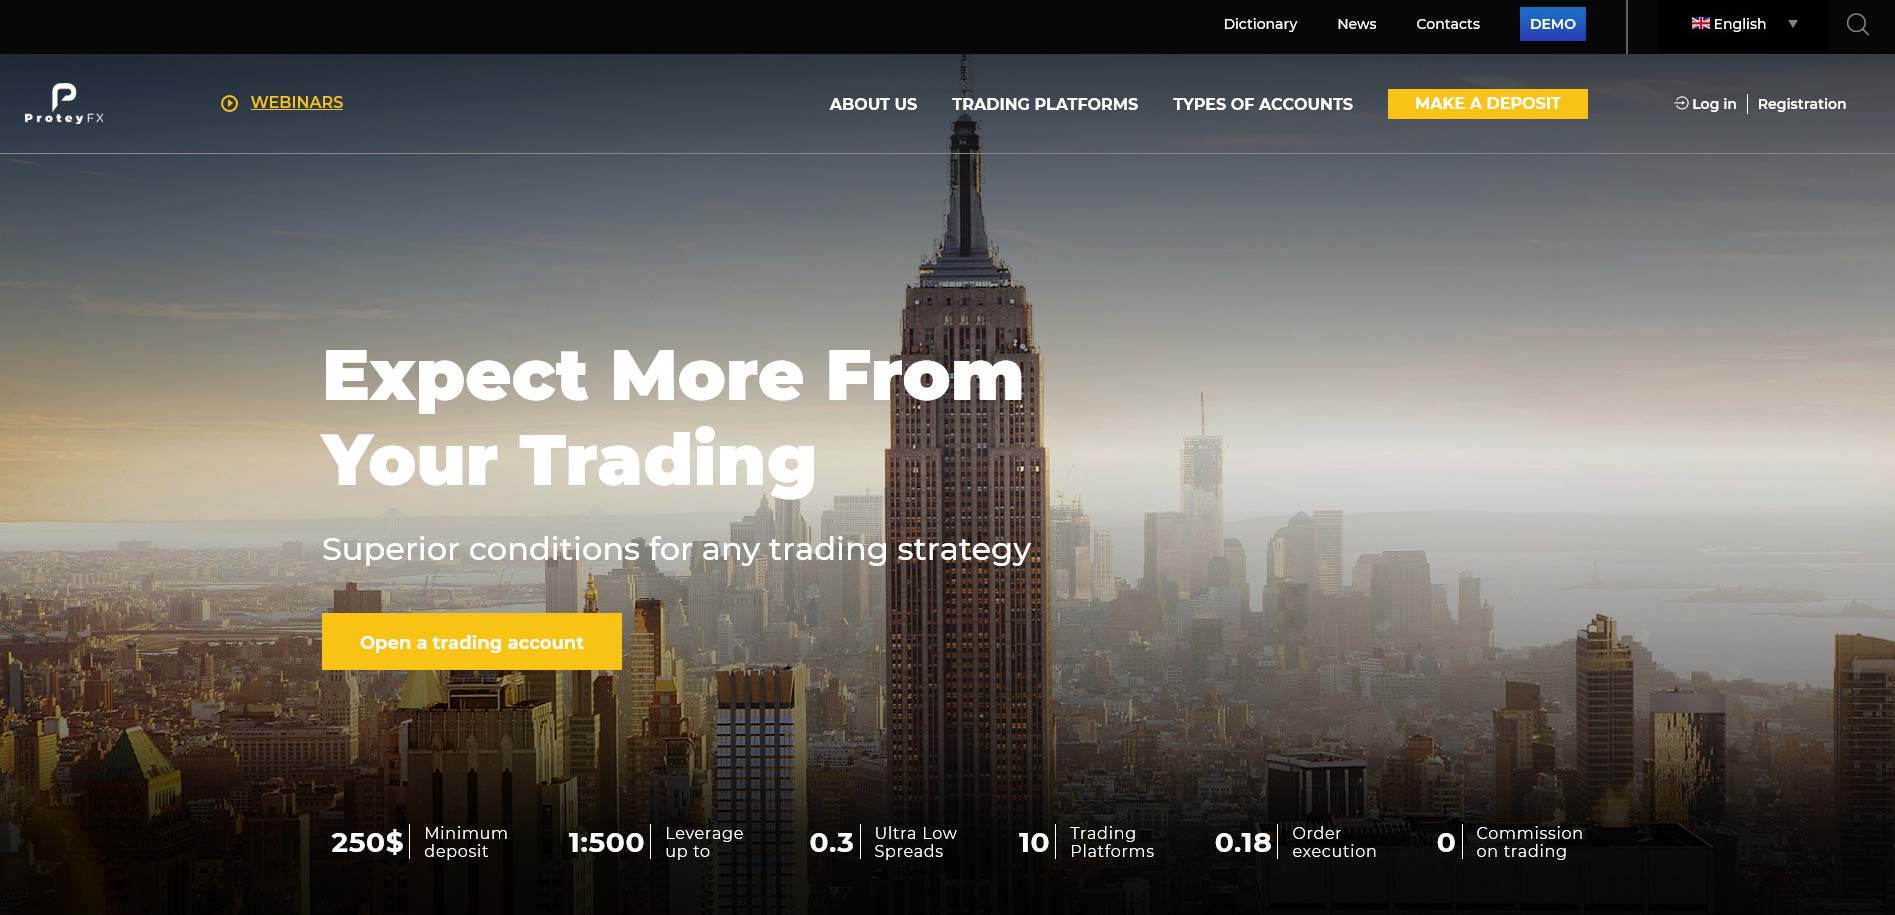 Dictionary News Contacts DEMO English
ProteyFX WEBINARS ABOUT US TRADING PLATFORMS TYPES OF ACCOUNTS MAKE A DEPOSIT Log in Registration
Expect More From
Your Trading
Superior conditions for any trading strategy
Open a trading account
250$ Minimum
deposit
1:500 Leverage
up to
0.3 Ultra Low
Spreads
10 Trading
Platforms
0.18 Order
execution
0 Commission
on trading